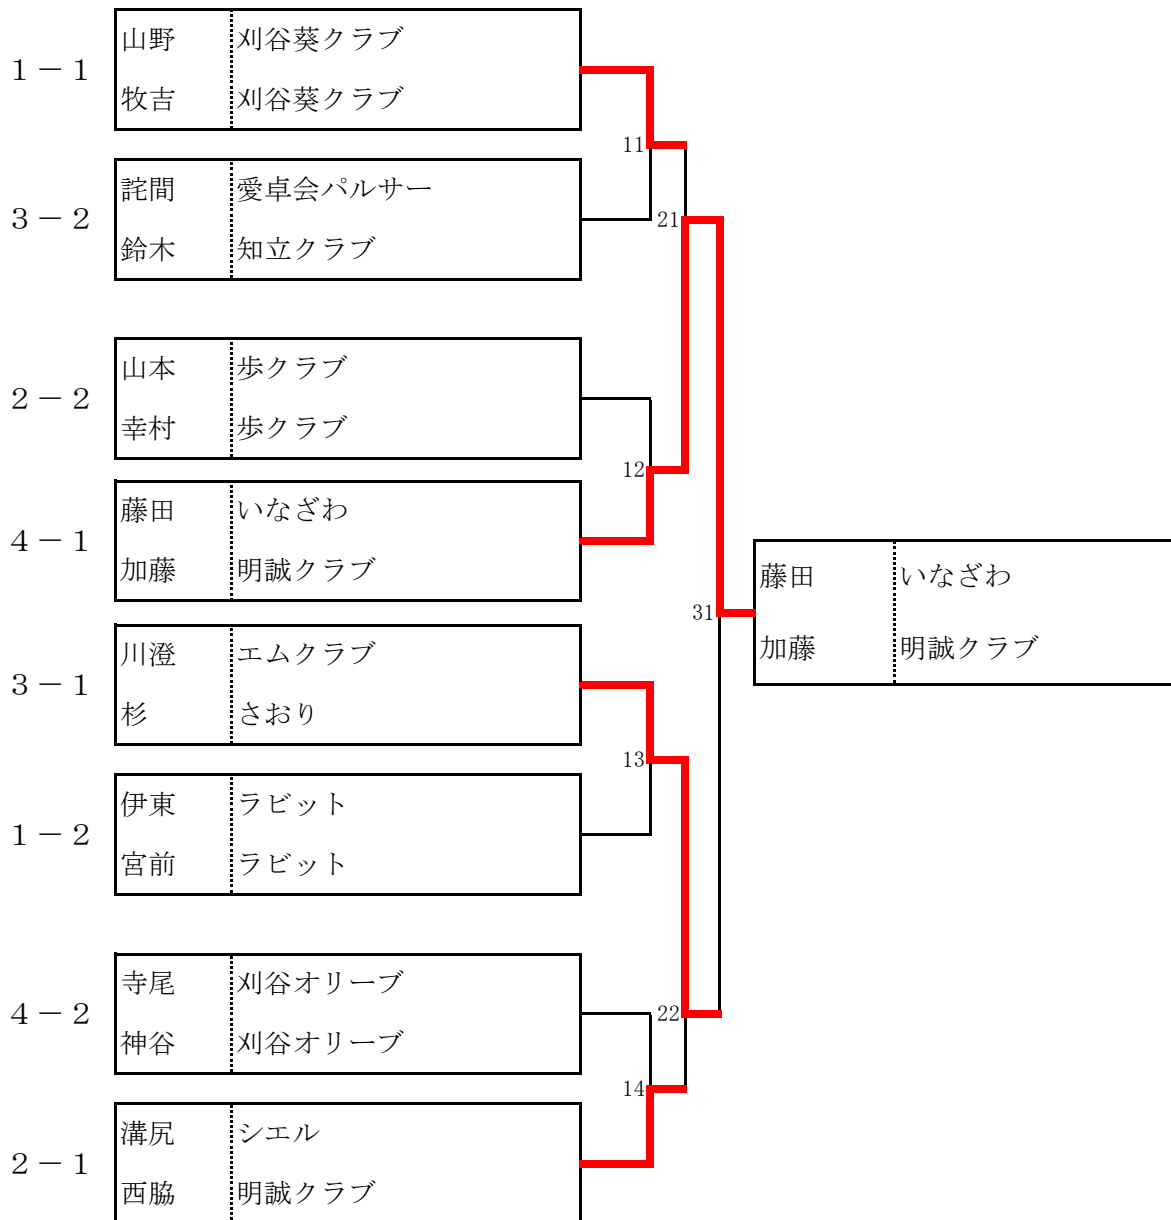 山野 刈谷葵クラブ
1－1
牧吉 刈谷葵クラブ
11
詫間 愛卓会パルサー
3－2
鈴木 知立クラブ
21
山本 歩クラブ
2－2
幸村 歩クラブ
12
藤田 いなざわ
4－1
加藤 明誠クラブ
藤田 いなざわ
31
加藤 明誠クラブ
川澄 エムクラブ
3－1
杉 さおり
13
伊東 ラビット
1－2
宮前 ラビット
寺尾 刈谷オリーブ
4－2
22
神谷 刈谷オリーブ
14
溝尻 シエル
2－1
西脇 明誠クラブ